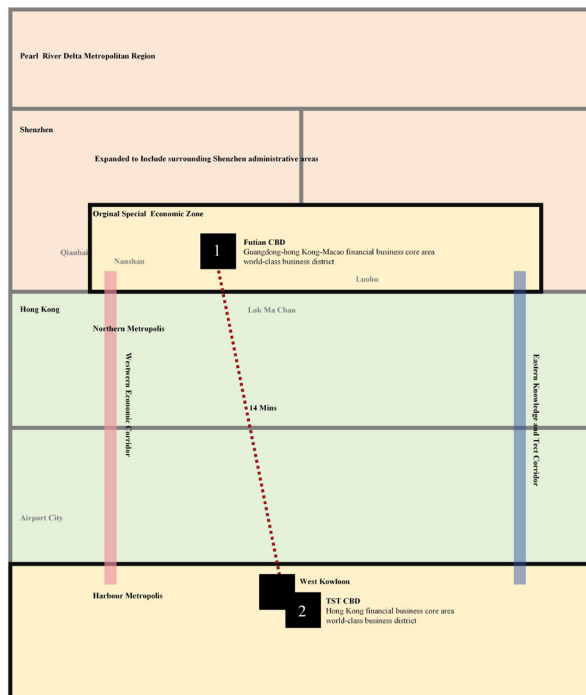 Pearl River Delta Metropolitan Region
Shenzhen
Expanded to Include surrounding Shenzhen administrative areas
Orginal Special Economic Zone
1
Futian CBD
Guangdong-hong Kong-Macao financial business core area
world-class business district
Qianhai
Nanshan
Luohu
Hong Kong
Lok Ma Chau
Northern Metropolis
Westwern Economic Corridor
Eastern Knowledge and Tect Corridor
14 Mins
Airport City
West Kowloon
Harbour Metropolis
2
TST CBD
Hong Kong financial business core area
world-class business district